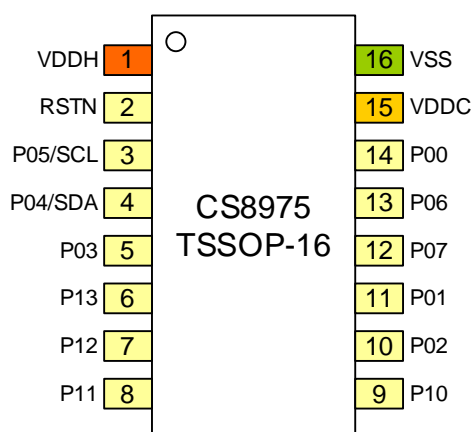 VDDH 1 16 VSS
RSTN 2 15 VDDC
P05/SCL 3 14 P00
P04/SDA 4 13 P06
CS8975
TSSOP-16
P03 5 12 P07
P13 6 11 P01
P12 7 10 P02
P11 8 9 P10